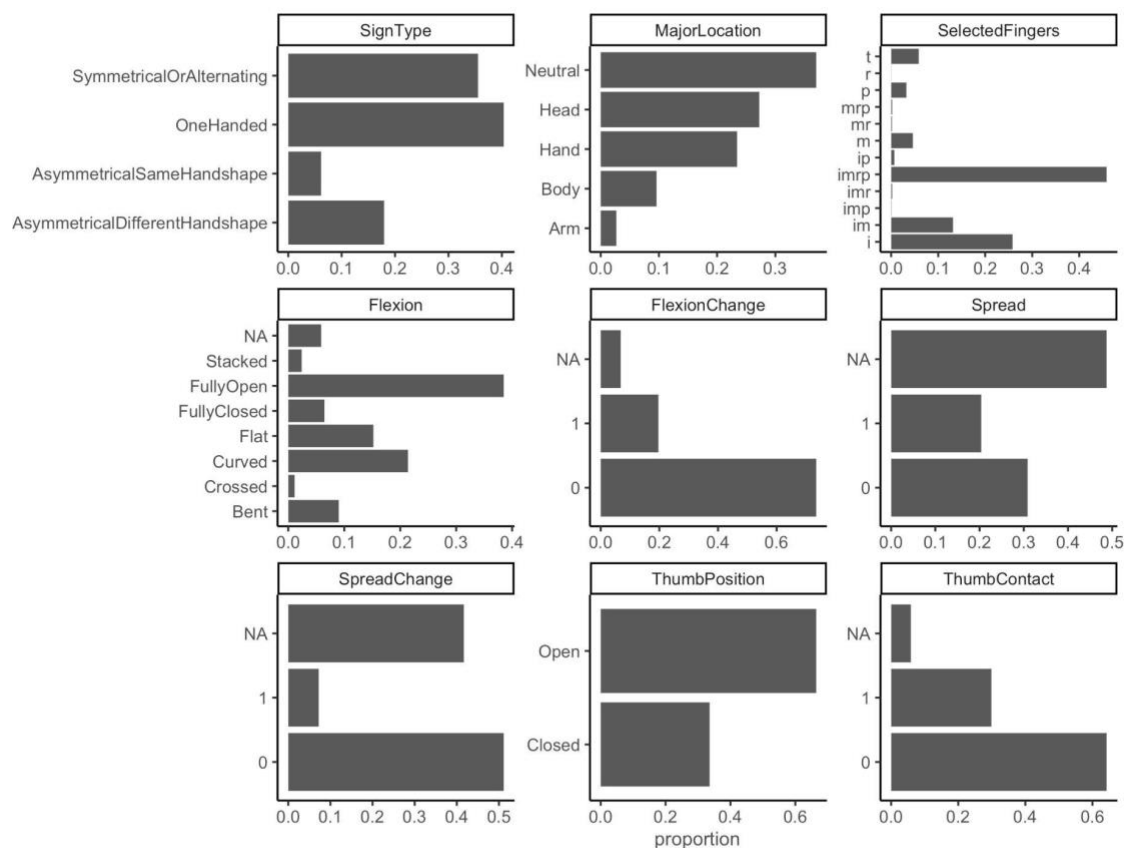 SignType
SymmetricalOrAlternating
OneHanded
AsymmetricalSameHandshape
AsymmetricalDifferentHandshape
0.0 0.1 0.2 0.3 0.4
MajorLocation
Neutral
Head
Hand
Body
Arm
0.0 0.1 0.2 0.3
SelectedFingers
t
r
p
mrp
mr
m
ip
imrp
imr
imp
im
i
0.0 0.1 0.2 0.3 0.4
Flexion
NA
Stacked
FullyOpen
FullyClosed
Flat
Curved
Crossed
Bent
0.0 0.1 0.2 0.3 0.4
FlexionChange
NA
1
0
0.0 0.2 0.4 0.6
Spread
NA
1
0
0.0 0.1 0.2 0.3 0.4 0.5
SpreadChange
NA
1
0
0.0 0.1 0.2 0.3 0.4 0.5
ThumbPosition
Open
Closed
0.0 0.2 0.4 0.6
ThumbContact
NA
1
0
0.0 0.2 0.4 0.6
proportion